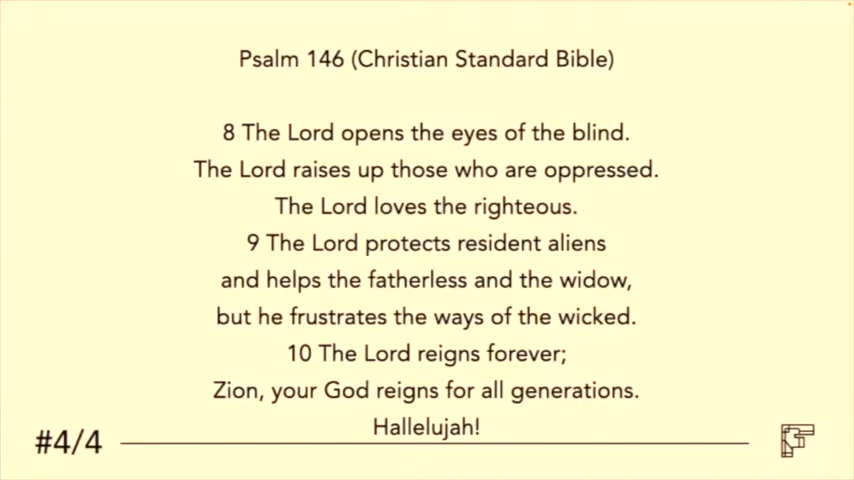 Psalm 146 (Christian Standard Bible)
8 The Lord opens the eyes of the blind.
The Lord raises up those who are oppressed.
The Lord loves the righteous.
9 The Lord protects resident aliens
and helps the fatherless and the widow,
but he frustrates the ways of the wicked.
10 The Lord reigns forever;
Zion, your God reigns for all generations.
Hallelujah!
#4/4